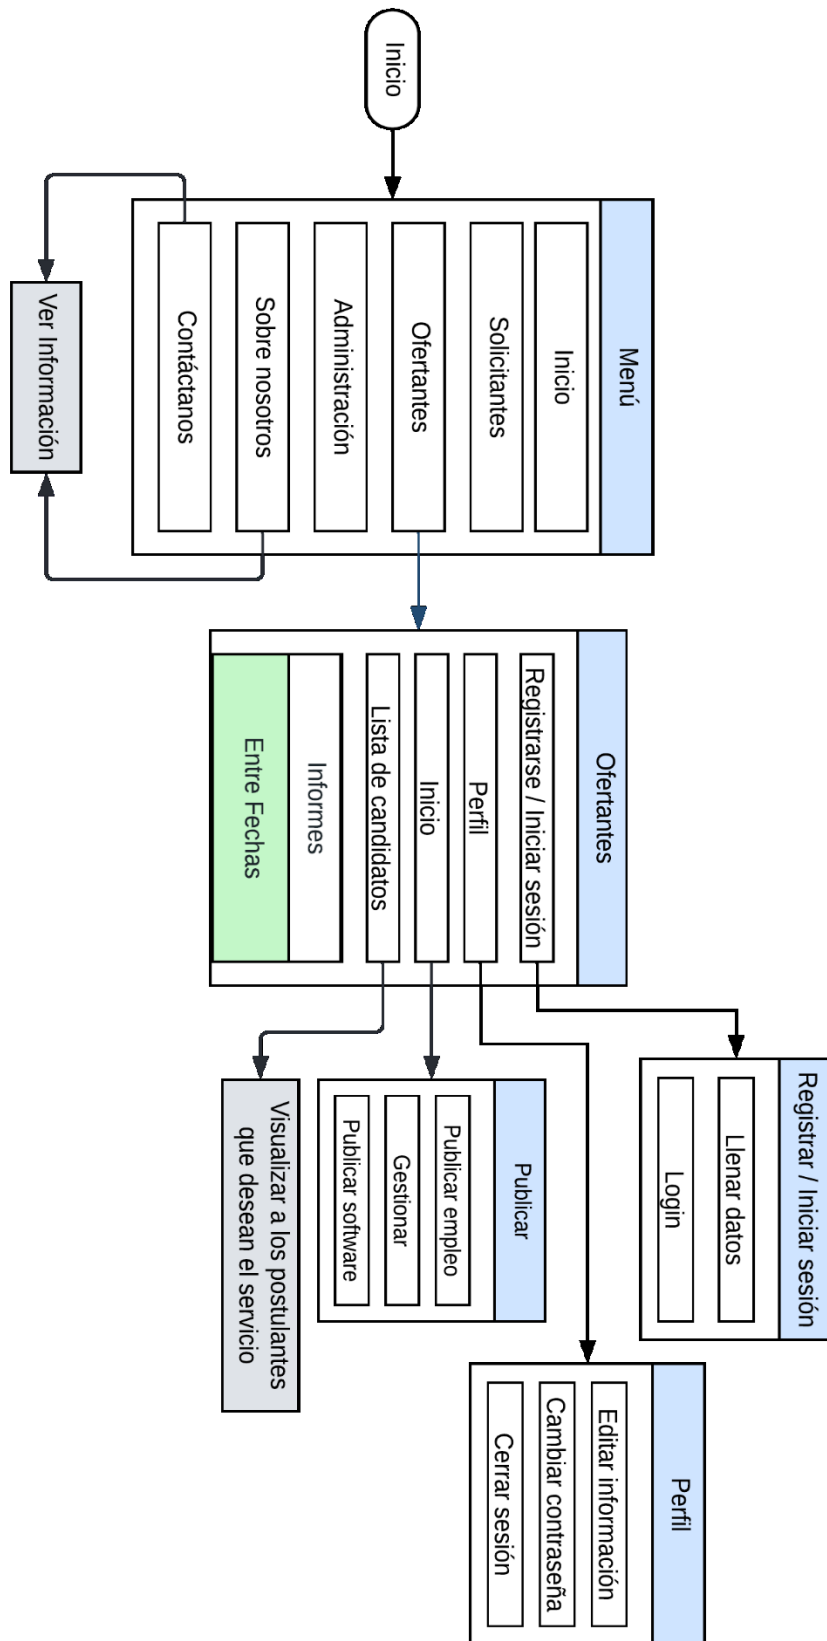 Inicio
Menú
Inicio
Solicitantes
Ofertantes
Administración
Sobre nosotros
Contáctanos
Ver Información
Ofertantes
Registrarse / Iniciar sesión
Perfil
Inicio
Lista de candidatos
Informes
Entre Fechas
Registrar / Iniciar sesión
Llenar datos
Login
Publicar
Publicar empleo
Gestionar
Publicar software
Visualizar a los postulantes
que desean el servicio
Perfil
Editar información
Cambiar contraseña
Cerrar sesión